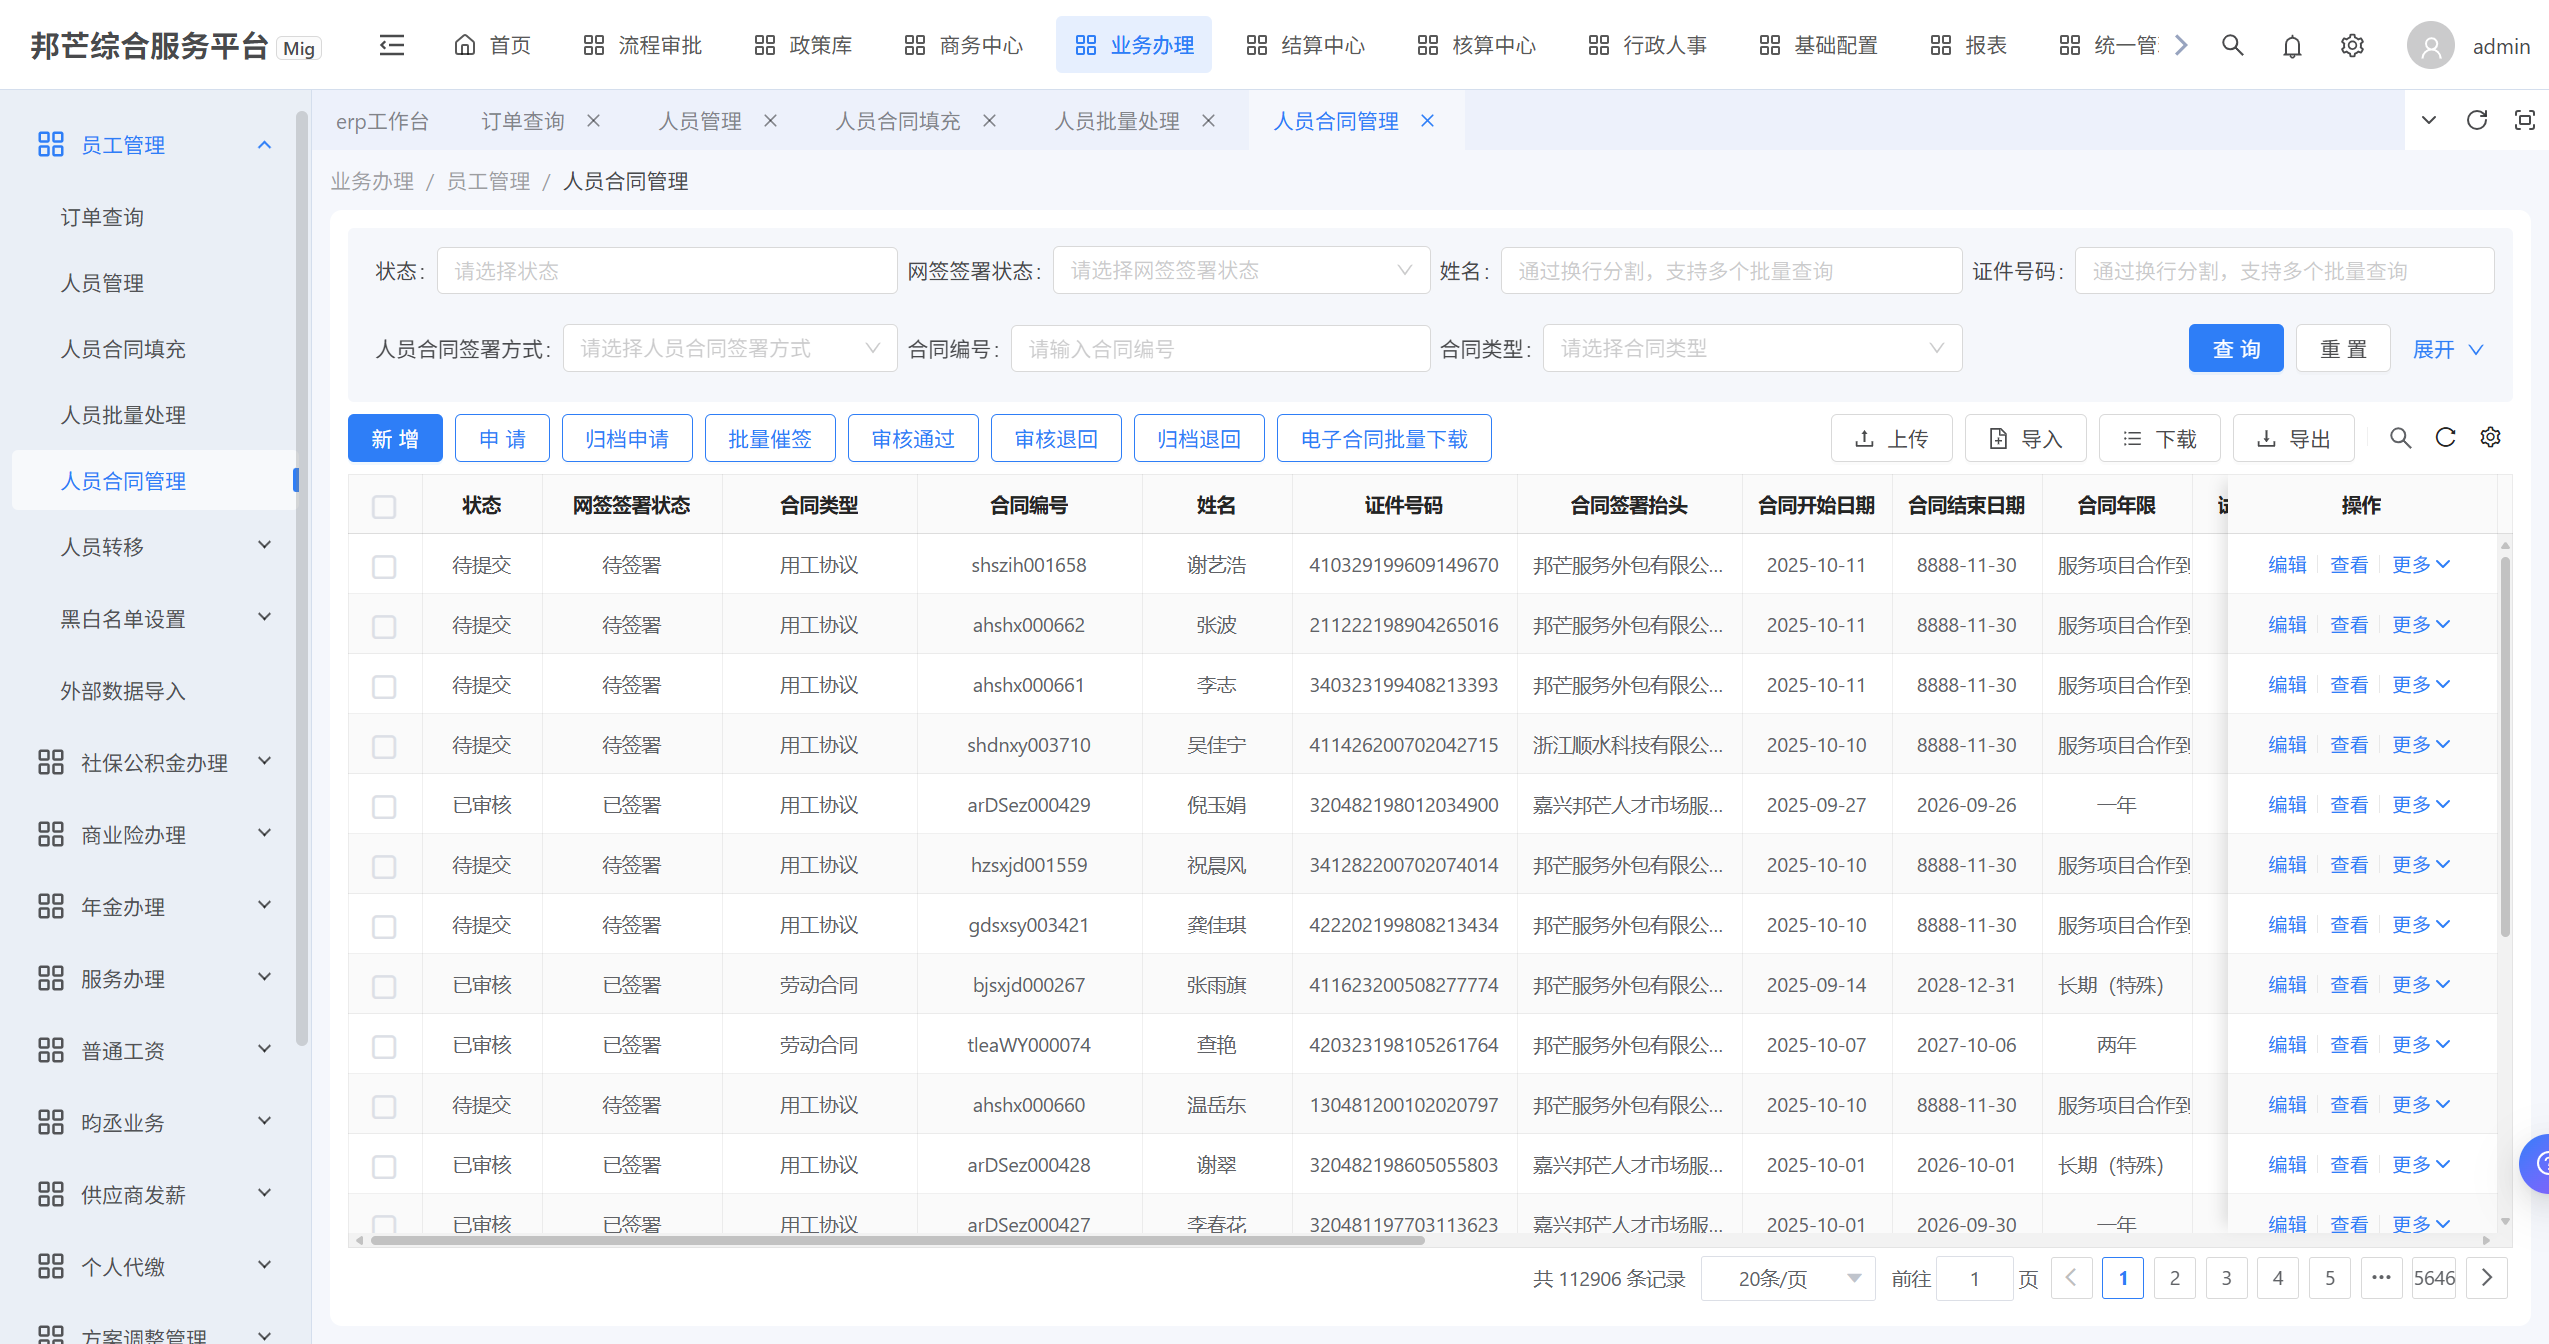 邦芒综合服务平台 Mig 首页 流程审批 政策库 商务中心 业务办理 结算中心 核算中心 行政人事 基础配置 报表 统一管 admin
erp工作台 订单查询 人员管理 人员合同填充 人员批量处理 人员合同管理
业务办理 / 员工管理 / 人员合同管理
员工管理
订单查询
人员管理
人员合同填充
人员批量处理
人员合同管理
人员转移
黑白名单设置
外部数据导入
社保公积金办理
商业险办理
年金办理
服务办理
普通工资
昀丞业务
供应商发薪
个人代缴
方案调整管理
状态: 请选择状态 网签签署状态: 请选择网签签署状态 姓名: 通过换行分割，支持多个批量查询 证件号码: 通过换行分割，支持多个批量查询
人员合同签署方式: 请选择人员合同签署方式 合同编号: 请输入合同编号 合同类型: 请选择合同类型 查 询 重 置 展开
新 增 申 请 归档申请 批量催签 审核通过 审核退回 归档退回 电子合同批量下载 上传 导入 下载 导出
状态 网签签署状态 合同类型 合同编号 姓名 证件号码 合同签署抬头 合同开始日期 合同结束日期 合同年限 操作
待提交 待签署 用工协议 shszih001658 谢艺浩 410329199609149670 邦芒服务外包有限公... 2025-10-11 8888-11-30 服务项目合作到 编辑 查看 更多
待提交 待签署 用工协议 ahshx000662 张波 211222198904265016 邦芒服务外包有限公... 2025-10-11 8888-11-30 服务项目合作到 编辑 查看 更多
待提交 待签署 用工协议 ahshx000661 李志 340323199408213393 邦芒服务外包有限公... 2025-10-11 8888-11-30 服务项目合作到 编辑 查看 更多
待提交 待签署 用工协议 shdnxy003710 吴佳宁 411426200702042715 浙江顺水科技有限公... 2025-10-10 8888-11-30 服务项目合作到 编辑 查看 更多
已审核 已签署 用工协议 arDSez000429 倪玉娟 320482198012034900 嘉兴邦芒人才市场服... 2025-09-27 2026-09-26 一年 编辑 查看 更多
待提交 待签署 用工协议 hzsxjd001559 祝晨风 341282200702074014 邦芒服务外包有限公... 2025-10-10 8888-11-30 服务项目合作到 编辑 查看 更多
待提交 待签署 用工协议 gdsxsy003421 龚佳琪 422202199808213434 邦芒服务外包有限公... 2025-10-10 8888-11-30 服务项目合作到 编辑 查看 更多
已审核 已签署 劳动合同 bjsxjd000267 张雨旗 411623200508277774 邦芒服务外包有限公... 2025-09-14 2028-12-31 长期（特殊） 编辑 查看 更多
已审核 已签署 劳动合同 tleaWY000074 查艳 420323198105261764 邦芒服务外包有限公... 2025-10-07 2027-10-06 两年 编辑 查看 更多
待提交 待签署 用工协议 ahshx000660 温岳东 130481200102020797 邦芒服务外包有限公... 2025-10-10 8888-11-30 服务项目合作到 编辑 查看 更多
已审核 已签署 用工协议 arDSez000428 谢翠 320482198605055803 嘉兴邦芒人才市场服... 2025-10-01 2026-10-01 长期（特殊） 编辑 查看 更多
已审核 已签署 用工协议 arDSez000427 李春花 320481197703113623 嘉兴邦芒人才市场服... 2025-10-01 2026-09-30 一年 编辑 查看 更多
共 112906 条记录 20条/页 前往 1 页 1 2 3 4 5 ••• 5646